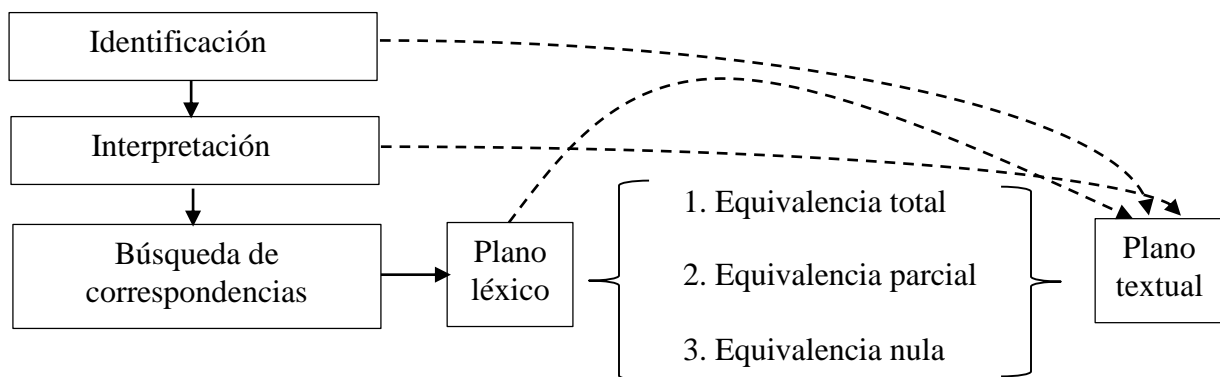 Identificación
Interpretación
Búsqueda de
correspondencias
Plano
léxico
1. Equivalencia total
2. Equivalencia parcial
3. Equivalencia nula
Plano
textual